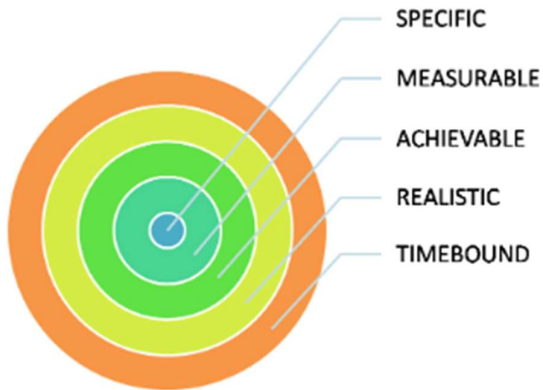 SPECIFIC
MEASURABLE
ACHIEVABLE
REALISTIC
TIMEBOUND